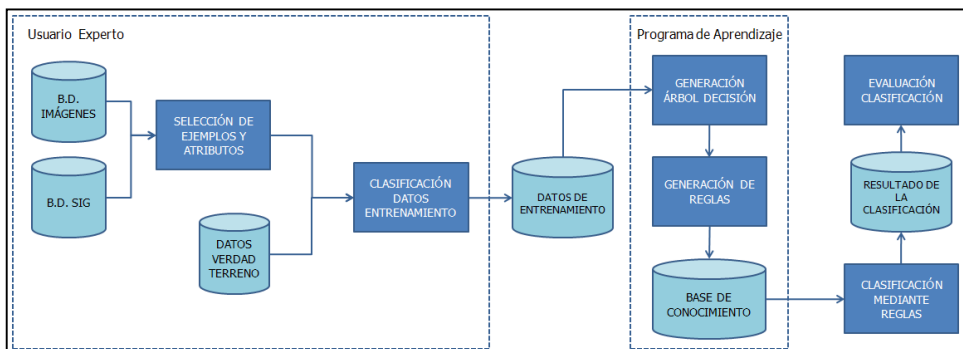 Usuario Experto
B.D.
IMÁGENES
B.D. SIG
SELECCIÓN DE
EJEMPLOS Y
ATRIBUTOS
DATOS
VERDAD
TERRENO
CLASIFICACIÓN
DATOS
ENTRENAMIENTO
DATOS DE
ENTRENAMIENTO
Programa de Aprendizaje
GENERACIÓN
ÁRBOL DECISIÓN
GENERACIÓN DE
REGLAS
BASE DE
CONOCIMIENTO
EVALUACIÓN
CLASIFICACIÓN
RESULTADO DE
LA
CLASIFICACIÓN
CLASIFICACIÓN
MEDIANTE
REGLAS